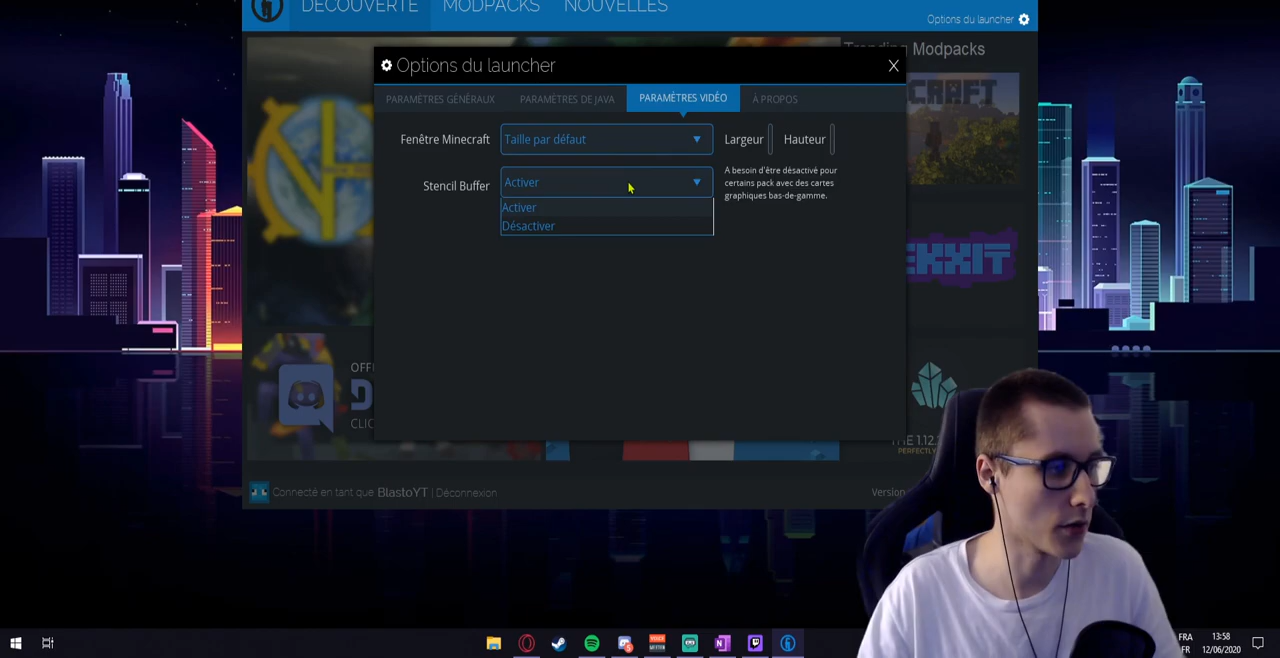 DÉCOUVERTE MODPACKS NOUVELLES
Options du launcher
Trending Modpacks
Options du launcher X
PARAMÈTRES GÉNÉRAUX PARAMÈTRES DE JAVA PARAMÈTRES VIDÉO À PROPOS
Fenêtre Minecraft Taille par défaut Largeur Hauteur
Stencil Buffer Activer
A besoin d'être désactivé pour
certains pack avec des cartes
graphiques bas-de-gamme.
Activer
Désactiver
THE 1.12.
Connecté en tant que BlastoYT | Déconnexion
Version
FRA
FR
13:58
12/06/2020